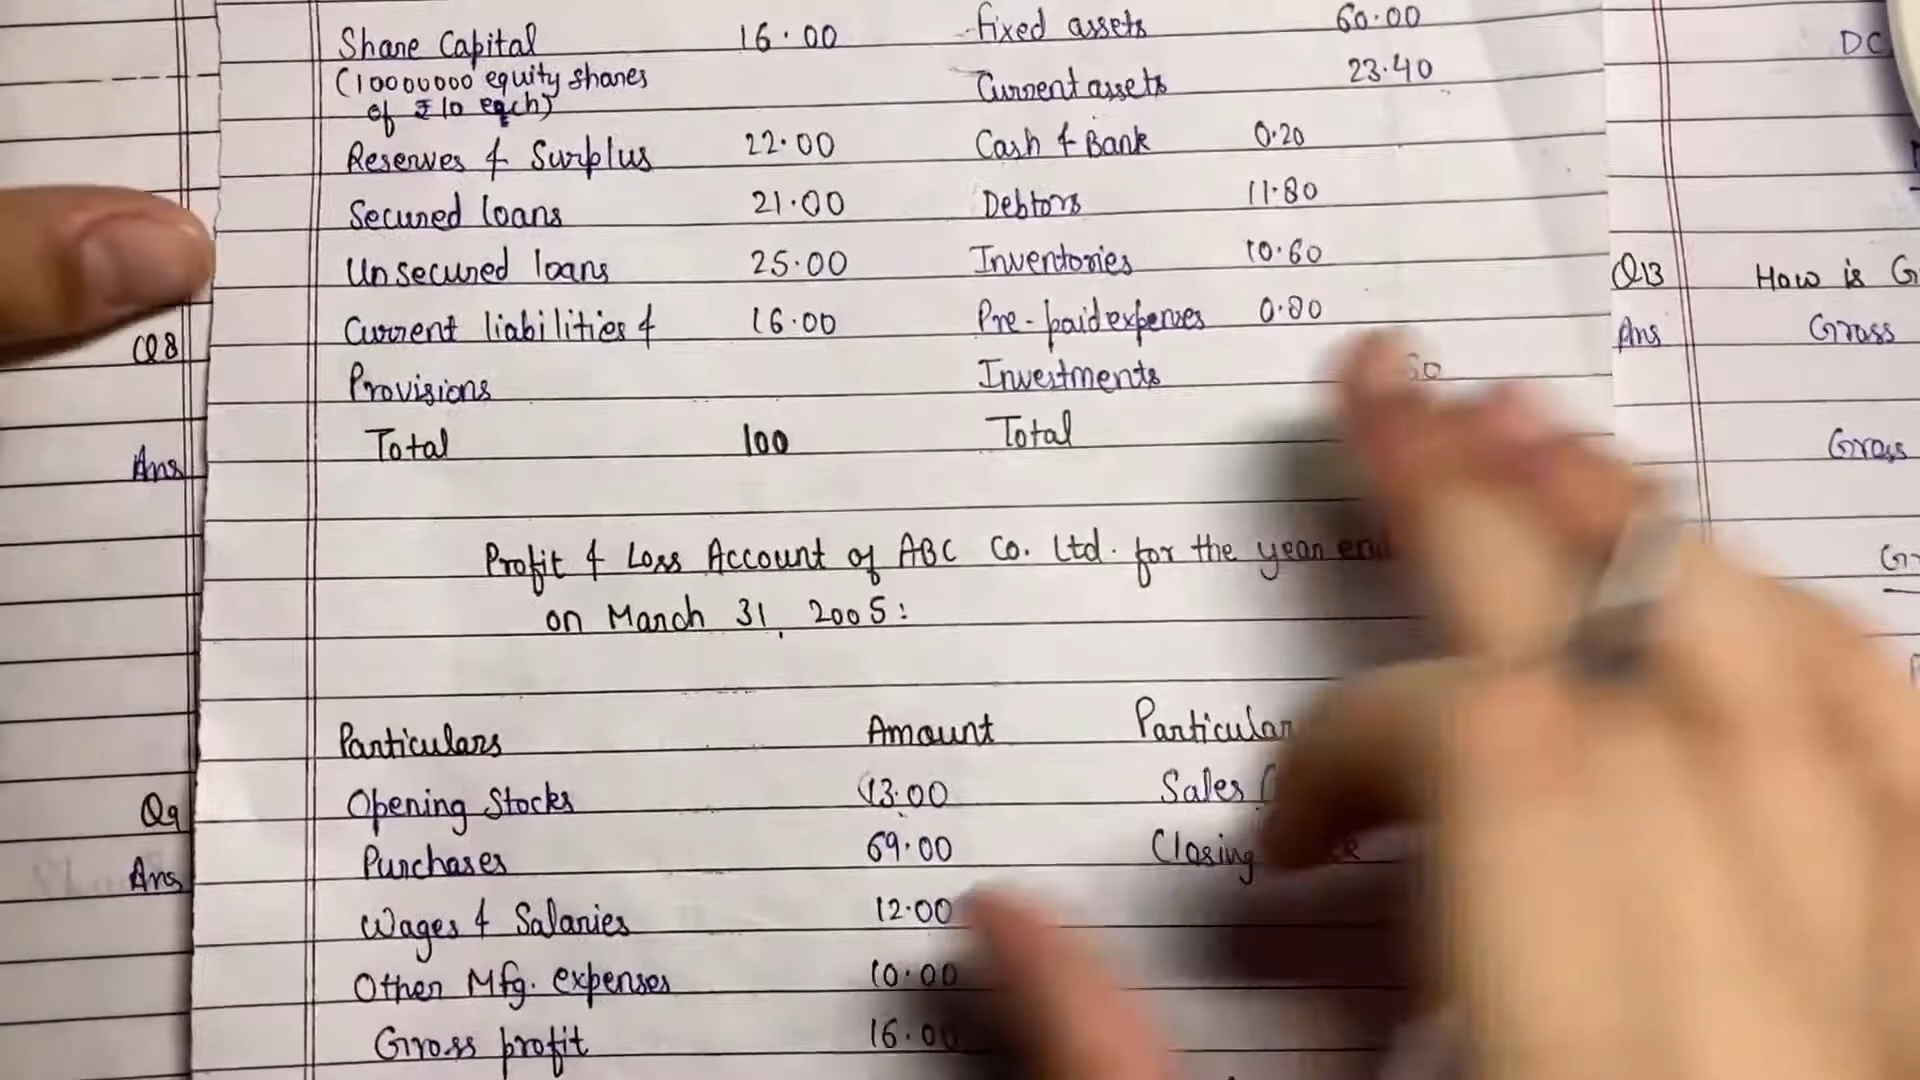 Share Capital 16.00 Fixed assets 60.00
(10000000 equity shares Current assets 23.40
of ₹10 each)
Reserves & Surplus 22.00 Cash & Bank 0.20
Secured loans 21.00 Debtors 11.80
Unsecured loans 25.00 Inventories 10.60
Current liabilities & 16.00 Pre-paid expenses 0.80
Provisions Investments
Total 100 Total
Profit & Loss Account of ABC Co. Ltd. for the year
on March 31, 2005:
Particulars Amount
Opening Stocks 13.00 Sales
Purchases 69.00 Closing
Wages & Salaries 12.00
Other Mfg. expenses 10.00
Gross profit 16.00
Q8
Ans
Q9
Ans
DC
Q13 How is G
Ans Gross
Gross